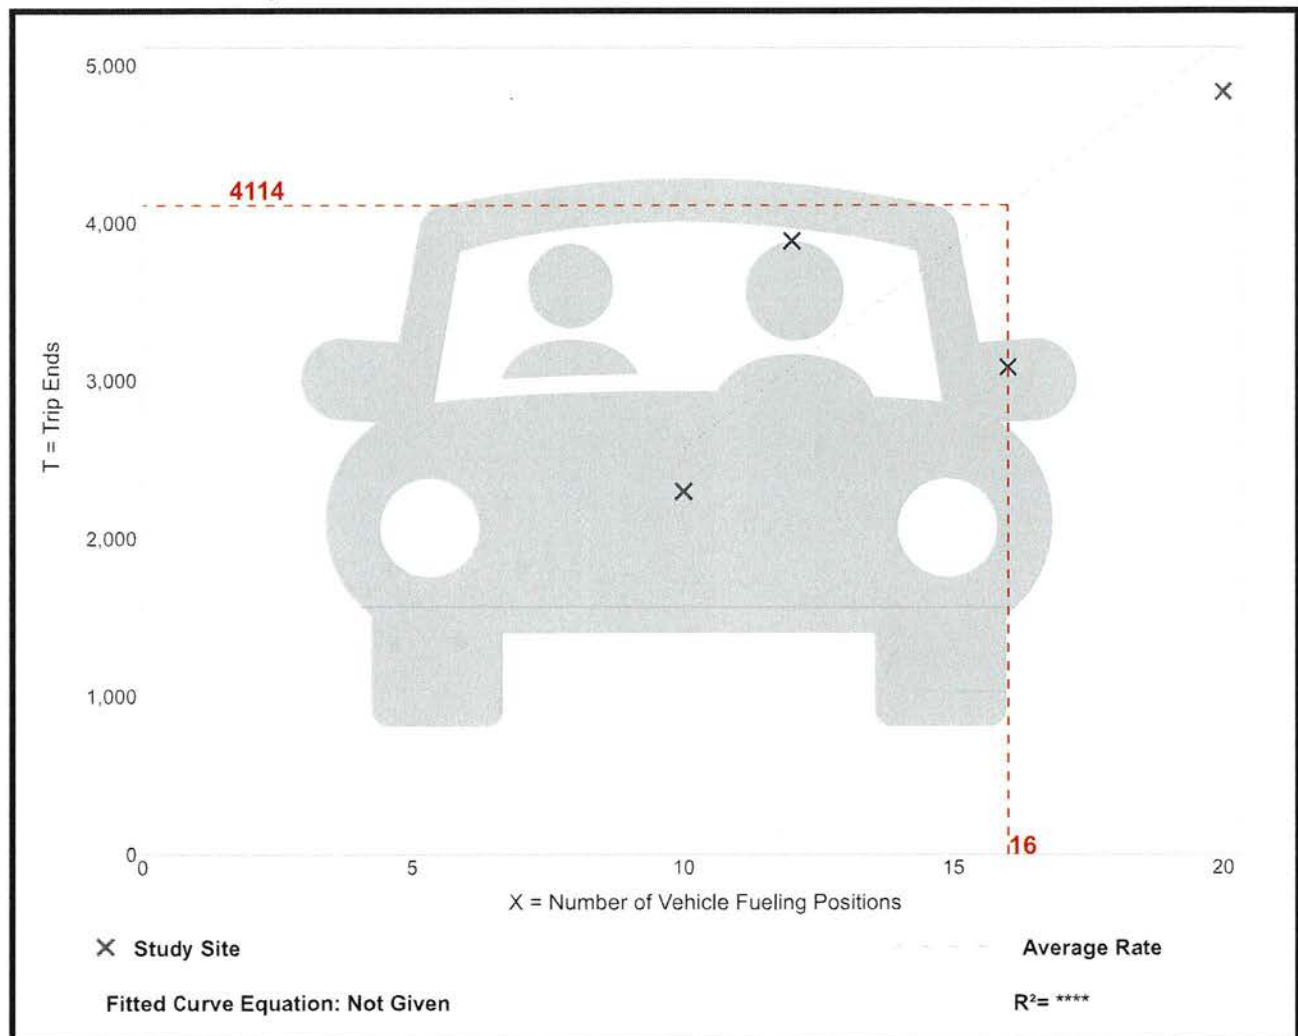 5,000
4114
4,000
T = Trip Ends
3,000
2,000
1,000
0
16
0 5 10 15 20
X = Number of Vehicle Fueling Positions
Study Site
Average Rate
Fitted Curve Equation: Not Given
R²= ****